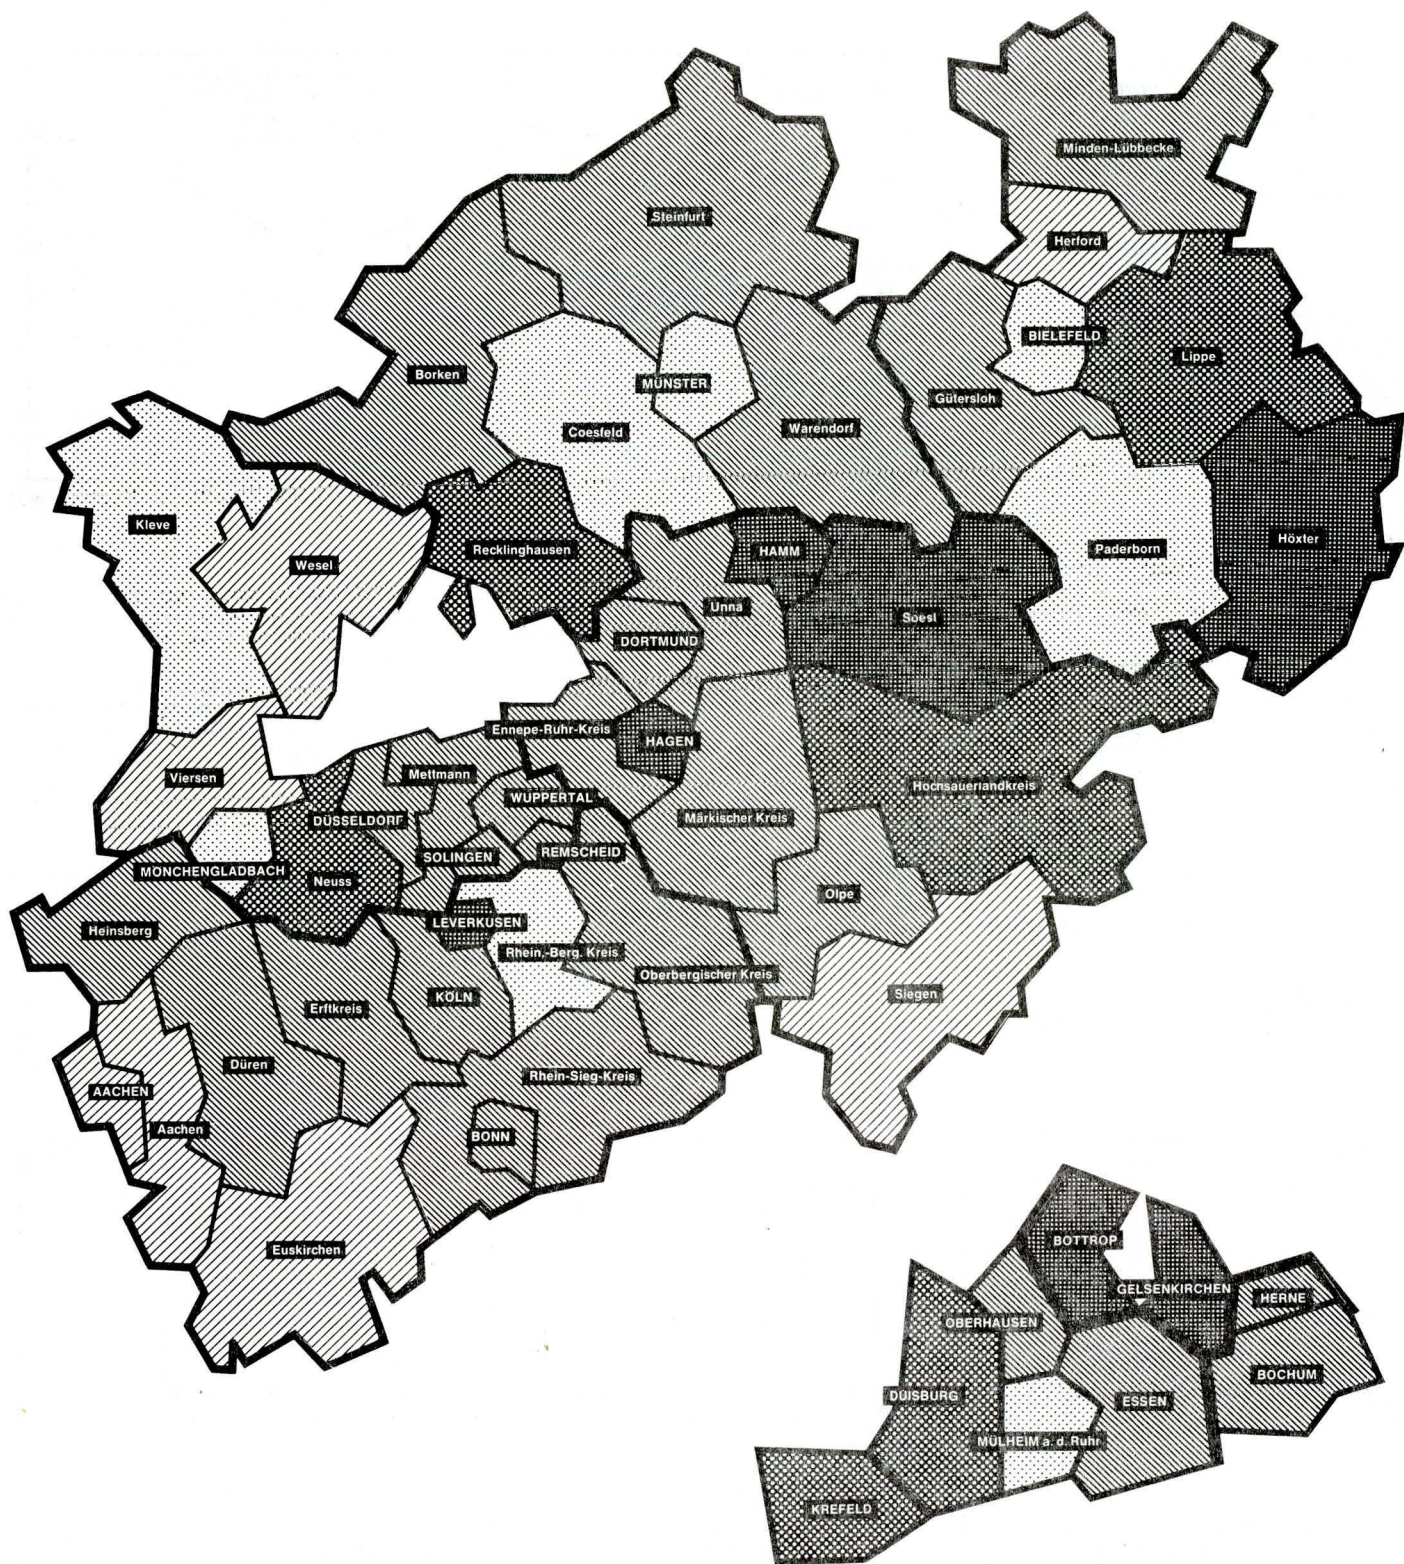 Minden-Lübbecke
Steinfurt
Herford
BIELEFELD
Lippe
Borken
MÜNSTER
Gütersloh
Coesfeld
Warendorf
Kleve
Recklinghausen
HAMM
Paderborn
Höxter
Wesel
Unna
Soest
DORTMUND
Ennepe-Ruhr-Kreis
HAGEN
Viersen
Mettmann
Hochsauerlandkreis
WUPPERTAL
DÜSSELDORF
Märkischer Kreis
SOLINGEN
REMSCHEID
MÖNCHENGLADBACH
Neuss
Olpe
Heinsberg
LEVERKUSEN
Rhein.-Berg. Kreis
Oberbergischer Kreis
Erftkreis
KÖLN
Siegen
Düren
Rhein-Sieg-Kreis
AACHEN
Aachen
BONN
Euskirchen
BOTTROP
GELSENKIRCHEN
HERNE
OBERHAUSEN
BOCHUM
DUISBURG
ESSEN
MÜLHEIM a. d. Ruhr
KREFELD